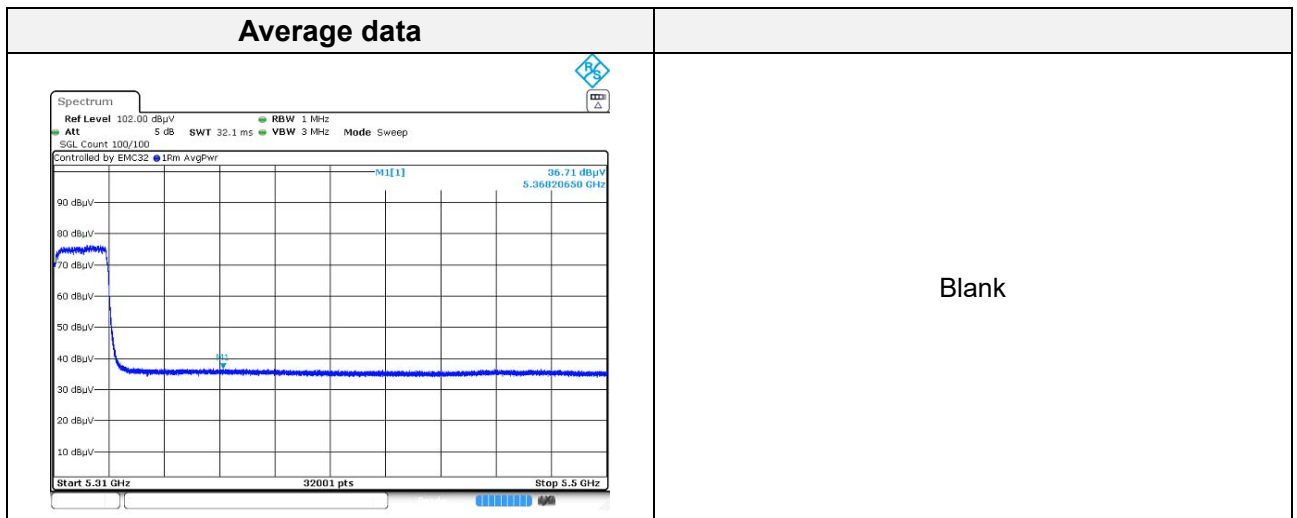 Average data
R&S
Spectrum
Ref Level 102.00 dBµV RBW 1 MHz
Att 5 dB SWT 32.1 ms VBW 3 MHz Mode Sweep
SGL Count 100/100
Controlled by EMC32 1Rm AvgPwr
M1[1] 36.71 dBµV
5.36820650 GHz
90 dBµV
80 dBµV
70 dBµV
60 dBµV
50 dBµV
40 dBµV
M1
30 dBµV
20 dBµV
10 dBµV
Start 5.31 GHz 32001 pts Stop 5.5 GHz
Blank